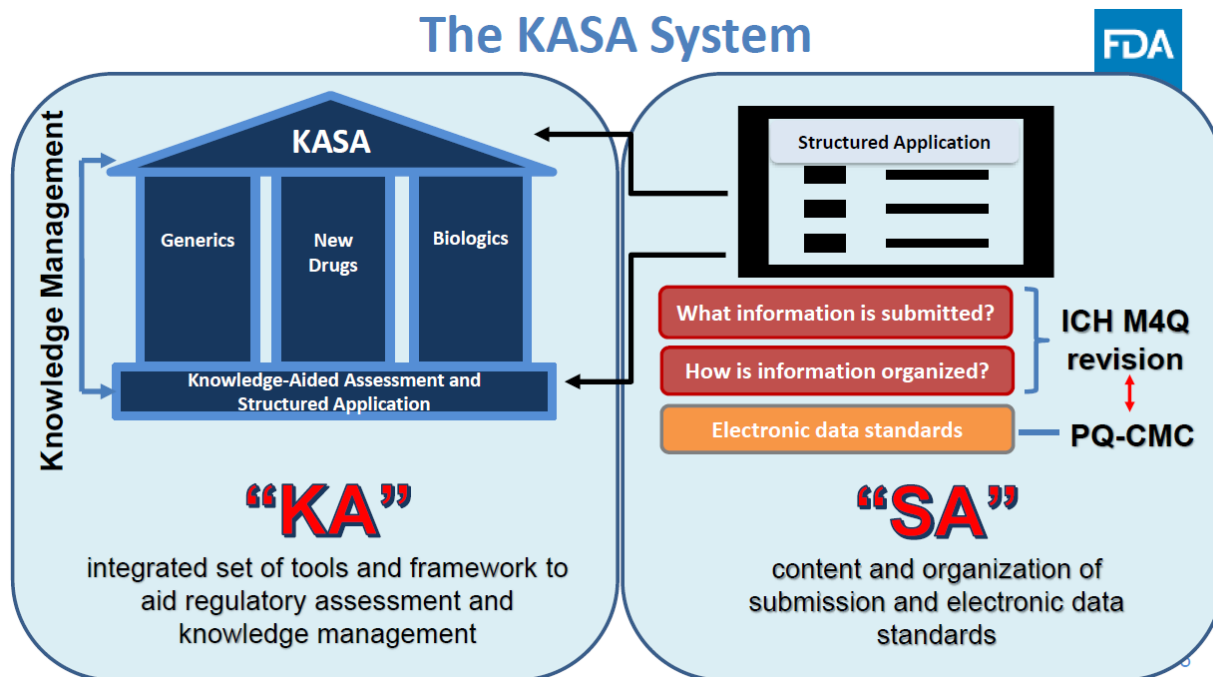 The KASA System
FDA
Knowledge Management
KASA
Generics
New
Drugs
Biologics
Knowledge-Aided Assessment and
Structured Application
“KA”
integrated set of tools and framework to
aid regulatory assessment and
knowledge management
Structured Application
What information is submitted?
How is information organized?
Electronic data standards
ICH M4Q
revision
PQ-CMC
“SA”
content and organization of
submission and electronic data
standards